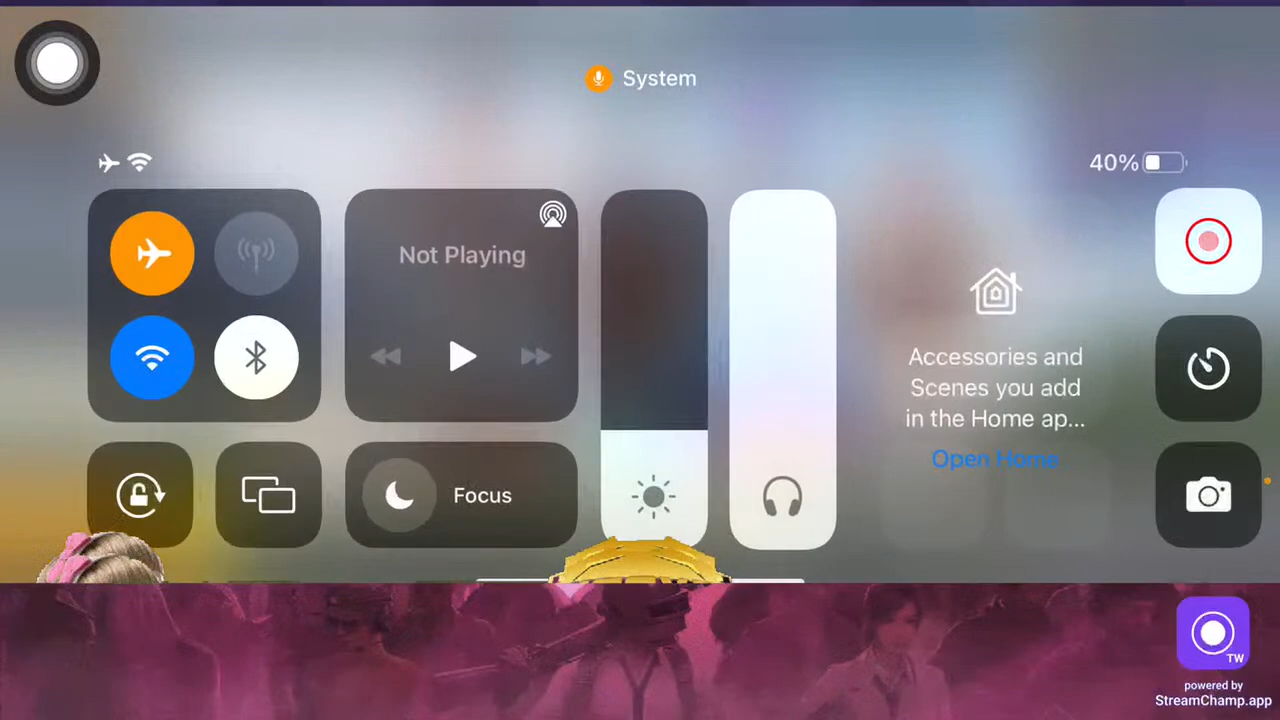 System
40%
Not Playing
Accessories and
Scenes you add
in the Home ap...
Open Home
Focus
TW
powered by
StreamChamp.app